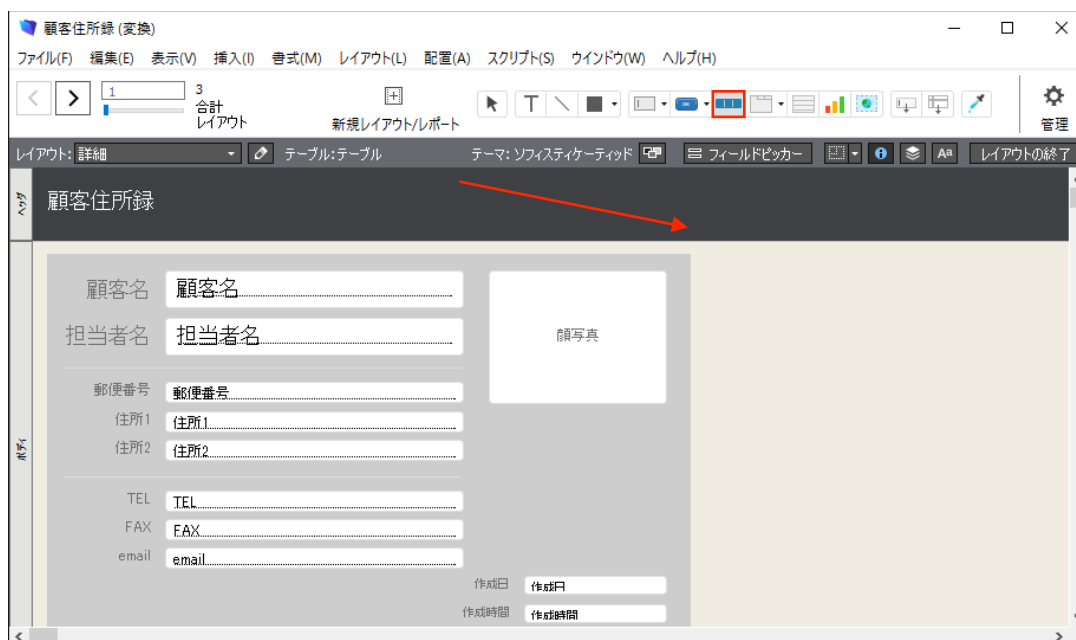 顧客住所録 (変換)
ファイル(F) 編集(E) 表示(V) 挿入(I) 書式(M) レイアウト(L) 配置(A) スクリプト(S) ウインドウ(W) ヘルプ(H)
1
3
合計
レイアウト
新規レイアウト/レポート
管理
レイアウト: 詳細 テーブル:テーブル テーマ: ソフィスティケーティッド フィールドピッカー Aa レイアウトの終了
ヘッダ
顧客住所録
ボディ
顧客名 顧客名
担当者名 担当者名
顔写真
郵便番号 郵便番号
住所1 住所1
住所2 住所2
TEL TEL
FAX FAX
email email
作成日 作成日
作成時間 作成時間